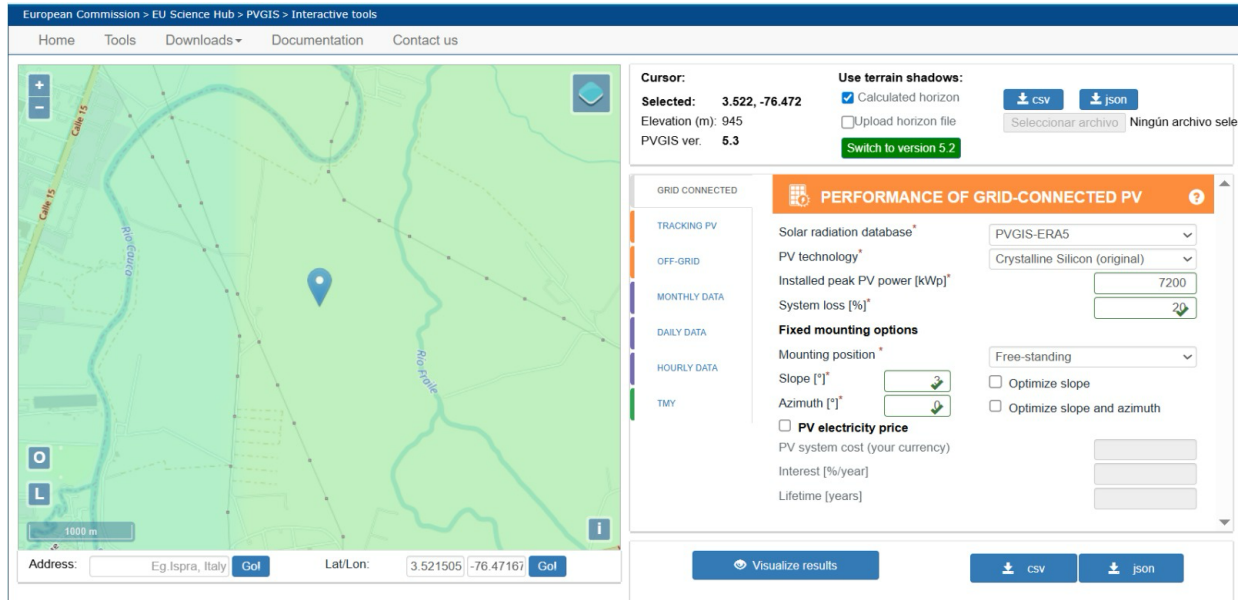 European Commission > EU Science Hub > PVGIS > Interactive tools
Home Tools Downloads Documentation Contact us
+
−
Calle 15
Calle 15
Río Cauca
Río Fraile
O
L
1000 m
i
Address: Eg.Ispra, Italy Go! Lat/Lon: 3.521505 -76.47167 Go!
Cursor:
Selected: 3.522, -76.472
Elevation (m): 945
PVGIS ver. 5.3
Use terrain shadows:
Calculated horizon
Upload horizon file
Switch to version 5.2
csv json
Seleccionar archivo Ningún archivo sele
GRID CONNECTED
TRACKING PV
OFF-GRID
MONTHLY DATA
DAILY DATA
HOURLY DATA
TMY
PERFORMANCE OF GRID-CONNECTED PV ?
Solar radiation database* PVGIS-ERA5
PV technology* Crystalline Silicon (original)
Installed peak PV power [kWp]* 7200
System loss [%]* 20
Fixed mounting options
Mounting position * Free-standing
Slope [°]* 3 Optimize slope
Azimuth [°]* 0 Optimize slope and azimuth
PV electricity price
PV system cost (your currency)
Interest [%/year]
Lifetime [years]
Visualize results csv json